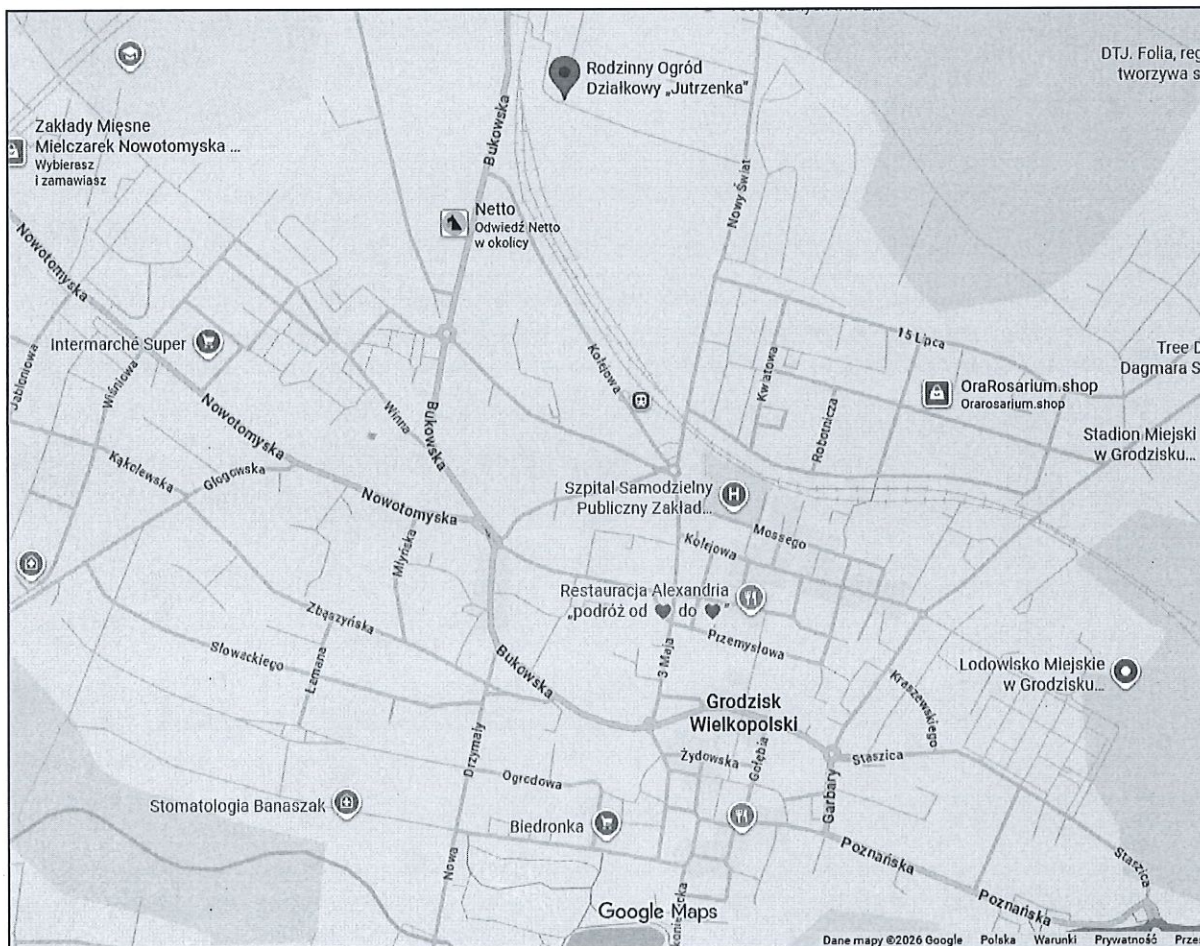 Rodzinny Ogród
Działkowy „Jutrzenka"
DTJ. Folia, reg
tworzywa s
Zakłady Mięsne
Mielczarek Nowotomyska ...
Wybierasz
i zamawiasz
Bukowska
Nowy Świat
Netto
Odwiedź Netto
w okolicy
Nowotomyska
Intermarché Super
Jabłoniowa
Wiśniowa
Kolejowa
Kwiatowa
15 Lipca
Tree D
Dagmara S
OraRosarium.shop
Orarosarium.shop
Robotnicza
Stadion Miejski
w Grodzisku...
Winna
Bukowska
Nowotomyska
Kąkolewska
Głogowska
Nowotomyska
Szpital Samodzielny
Publiczny Zakład...
Mossego
Kolejowa
Młyńska
Restauracja Alexandria
„podróż od ♥ do ♥"
Zbąszyńska
Przemysłowa
Słowackiego
Łamana
Bukowska
3 Maja
Kraszewskiego
Lodowisko Miejskie
w Grodzisku...
Grodzisk
Wielkopolski
Drzymały
Żydowska
Gołębia
Staszica
Ogrodowa
Garbary
Stomatologia Banaszak
Biedronka
Poznańska
Nowa
Staszica
Poznańska
Google Maps
Dane mapy ©2026 Google Polska Warunki Prywatność Prze